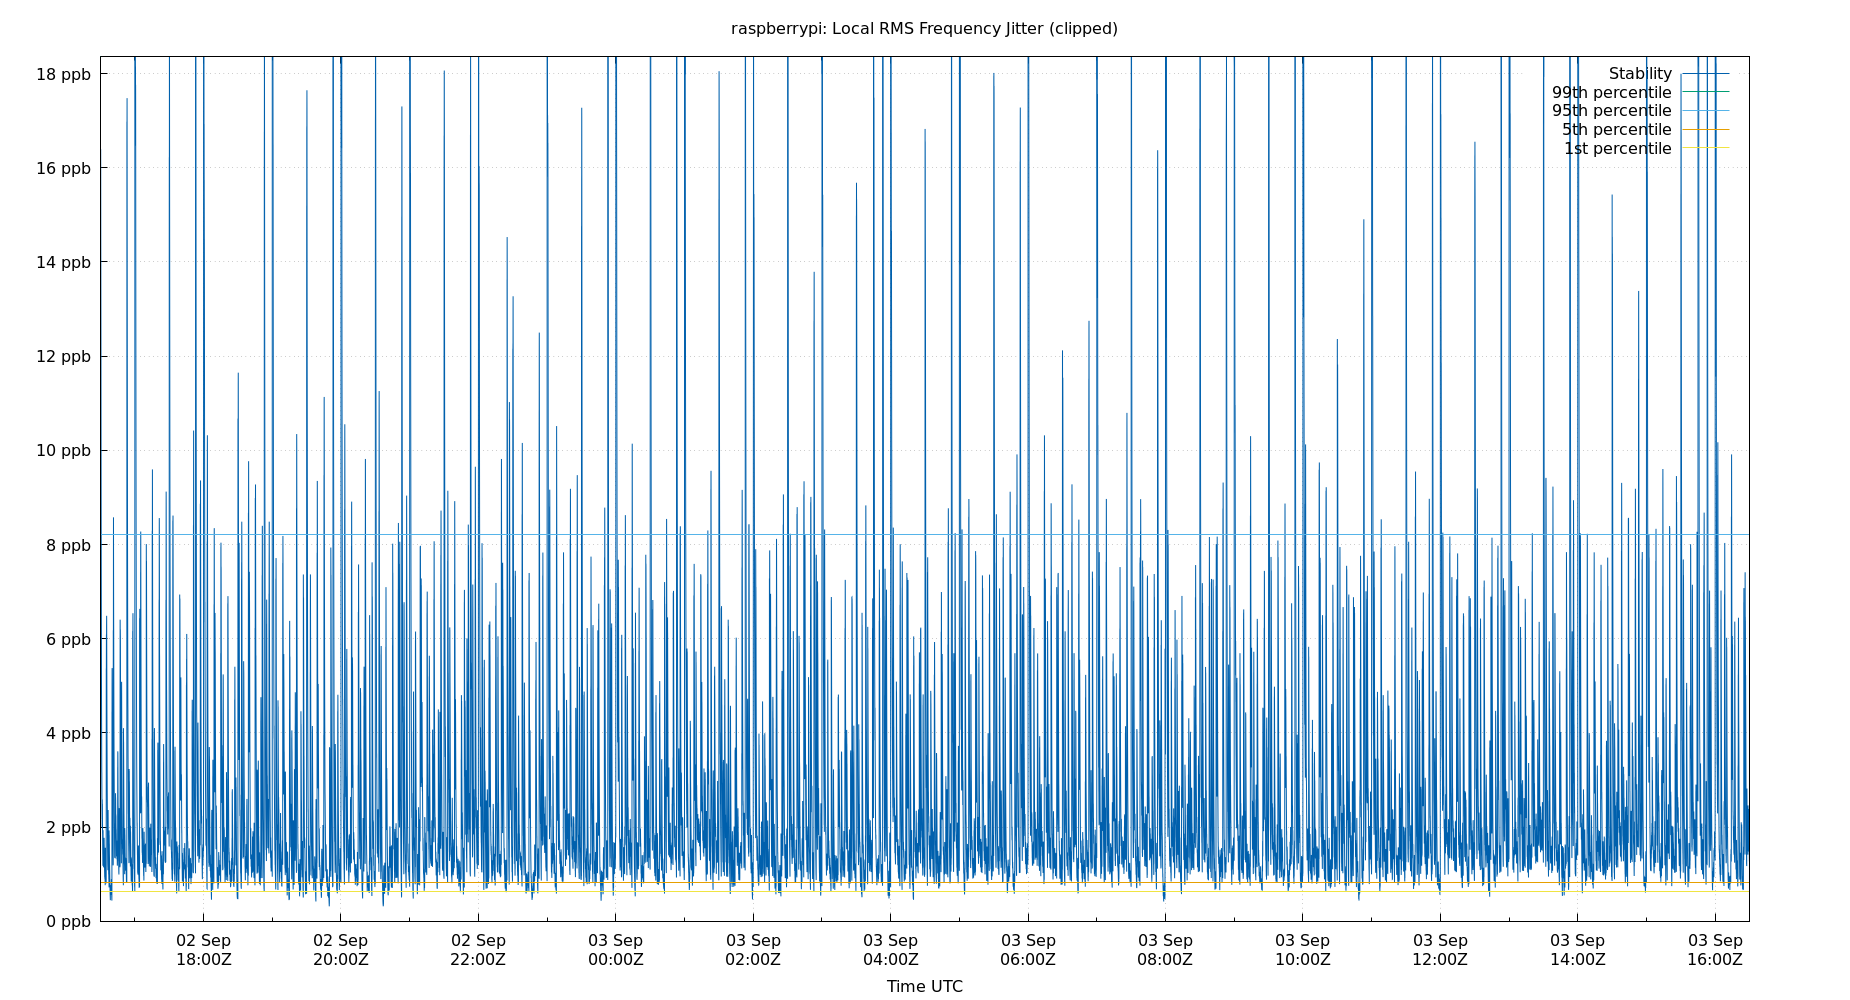 raspberrypi: Local RMS Frequency Jitter (clipped)
18 ppb
16 ppb
14 ppb
12 ppb
10 ppb
8 ppb
6 ppb
4 ppb
2 ppb
0 ppb
Stability
99th percentile
95th percentile
5th percentile
1st percentile
02 Sep 02 Sep 02 Sep 03 Sep 03 Sep 03 Sep 03 Sep 03 Sep 03 Sep 03 Sep 03 Sep 03 Sep
18:00Z 20:00Z 22:00Z 00:00Z 02:00Z 04:00Z 06:00Z 08:00Z 10:00Z 12:00Z 14:00Z 16:00Z
Time UTC